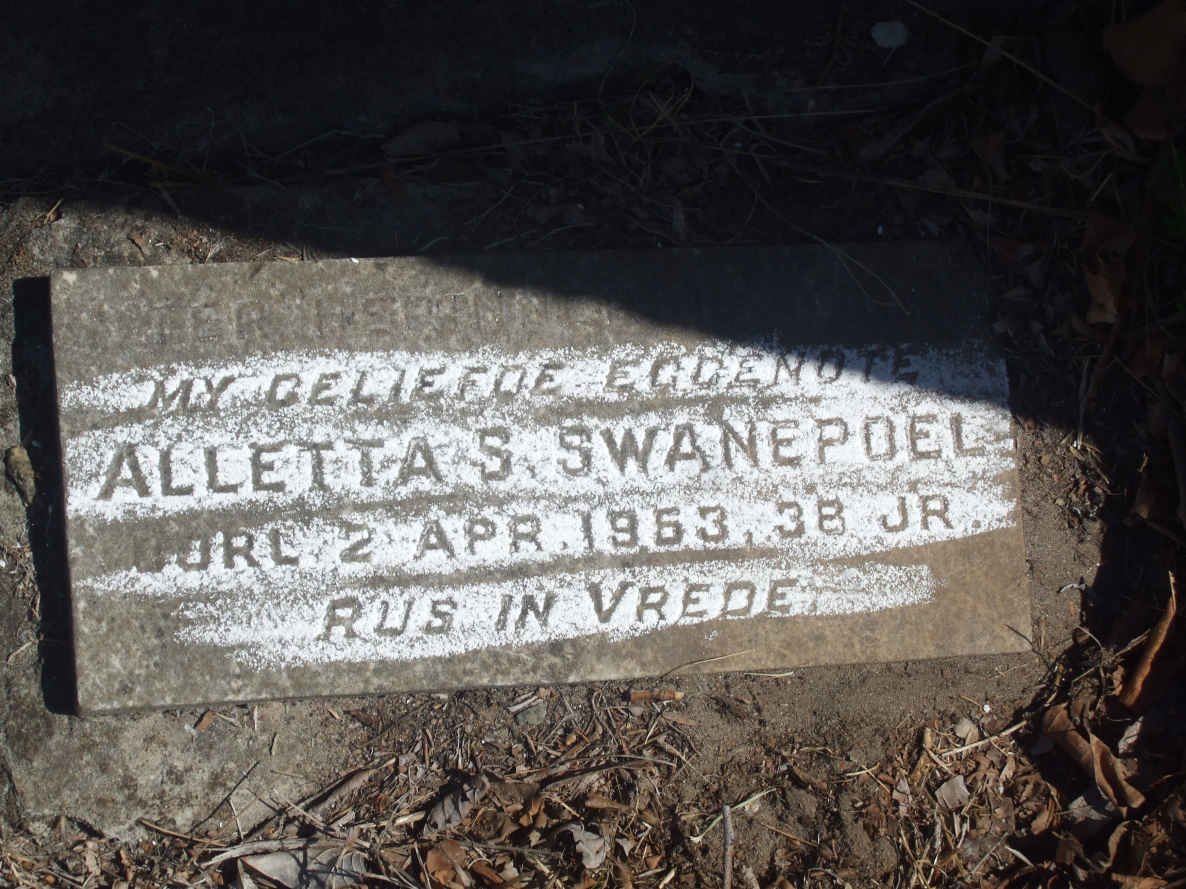 MY GELIEFDE EGGENOTE
ALLETTA S. SWANEPOEL
OORL. 2 APR. 1963, 38 JR.
RUS IN VREDE.